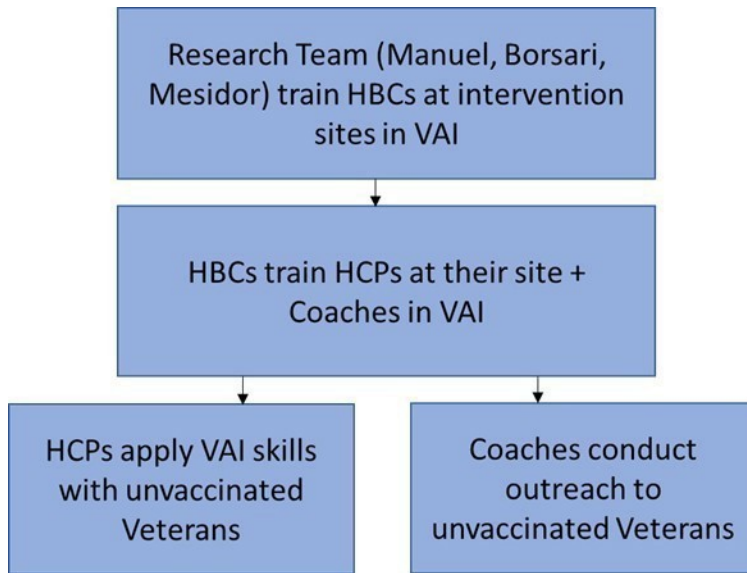 Research Team (Manuel, Borsari,
Mesidor) train HBCs at intervention
sites in VAI
HBCs train HCPs at their site +
Coaches in VAI
HCPs apply VAI skills
with unvaccinated
Veterans
Coaches conduct
outreach to
unvaccinated Veterans